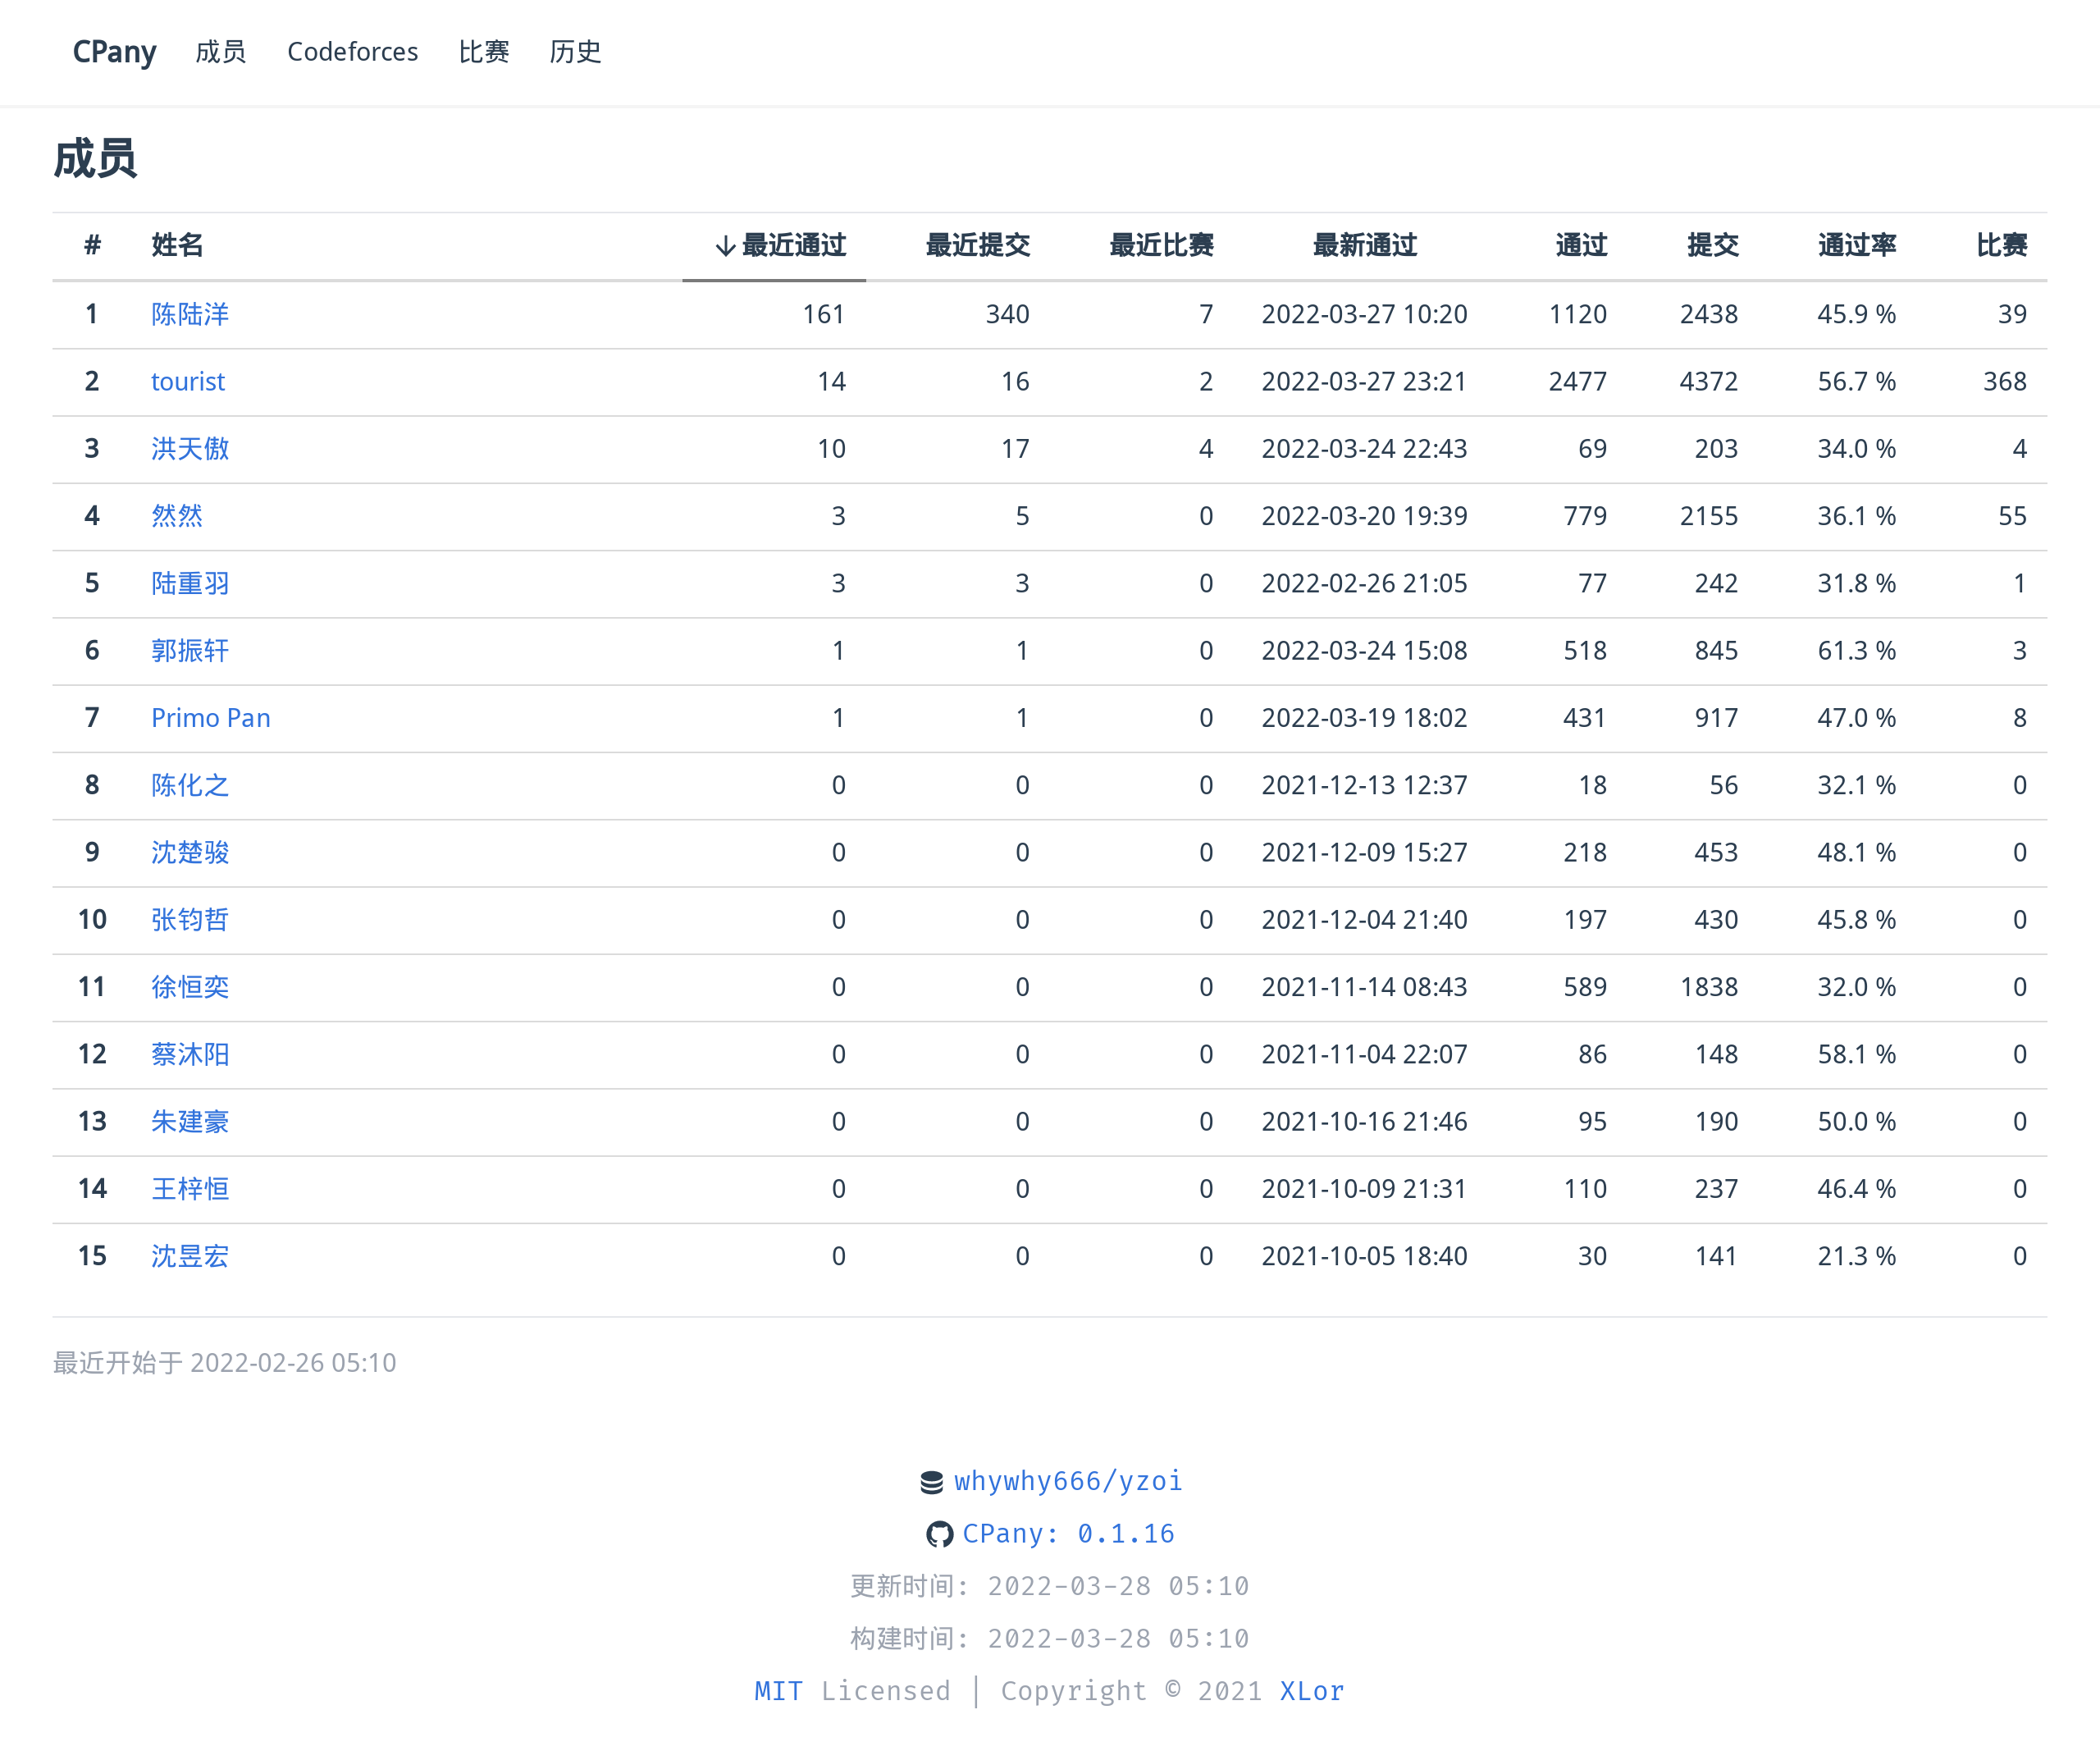 CPany 成员 Codeforces 比赛 历史
成员
# 姓名 ↓最近通过 最近提交 最近比赛 最新通过 通过 提交 通过率 比赛
1 陈陆洋 161 340 7 2022-03-27 10:20 1120 2438 45.9 % 39
2 tourist 14 16 2 2022-03-27 23:21 2477 4372 56.7 % 368
3 洪天傲 10 17 4 2022-03-24 22:43 69 203 34.0 % 4
4 然然 3 5 0 2022-03-20 19:39 779 2155 36.1 % 55
5 陆重羽 3 3 0 2022-02-26 21:05 77 242 31.8 % 1
6 郭振轩 1 1 0 2022-03-24 15:08 518 845 61.3 % 3
7 Primo Pan 1 1 0 2022-03-19 18:02 431 917 47.0 % 8
8 陈化之 0 0 0 2021-12-13 12:37 18 56 32.1 % 0
9 沈楚骏 0 0 0 2021-12-09 15:27 218 453 48.1 % 0
10 张钧哲 0 0 0 2021-12-04 21:40 197 430 45.8 % 0
11 徐恒奕 0 0 0 2021-11-14 08:43 589 1838 32.0 % 0
12 蔡沐阳 0 0 0 2021-11-04 22:07 86 148 58.1 % 0
13 朱建豪 0 0 0 2021-10-16 21:46 95 190 50.0 % 0
14 王梓恒 0 0 0 2021-10-09 21:31 110 237 46.4 % 0
15 沈昱宏 0 0 0 2021-10-05 18:40 30 141 21.3 % 0
最近开始于 2022-02-26 05:10
whywhy666/yzoi
CPany: 0.1.16
更新时间: 2022-03-28 05:10
构建时间: 2022-03-28 05:10
MIT Licensed | Copyright © 2021 XLor